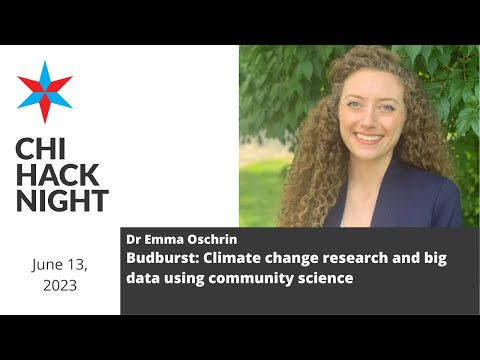 CHI
HACK
NIGHT
June 13,
2023
Dr Emma Oschrin
Budburst: Climate change research and big
data using community science